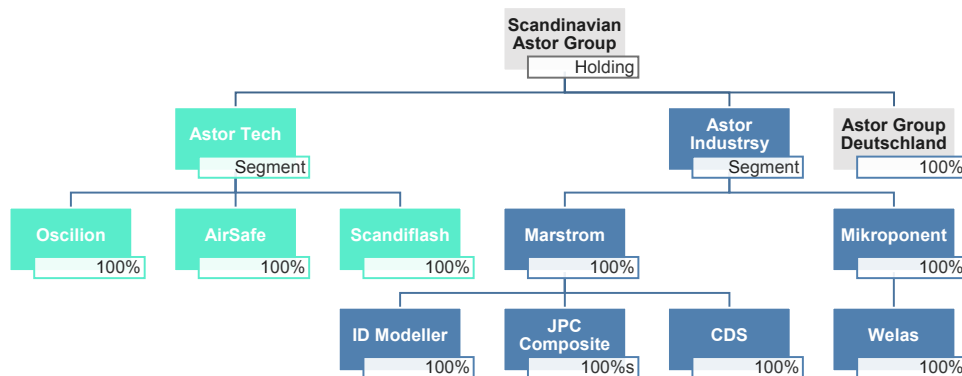 Scandinavian
Astor Group
Holding
Astor Tech
Segment
Astor
Industrsy
Segment
Astor Group
Deutschland
100%
Oscilion
100%
AirSafe
100%
Scandiflash
100%
Marstrom
100%
Mikroponent
100%
ID Modeller
100%
JPC
Composite
100%s
CDS
100%
Welas
100%